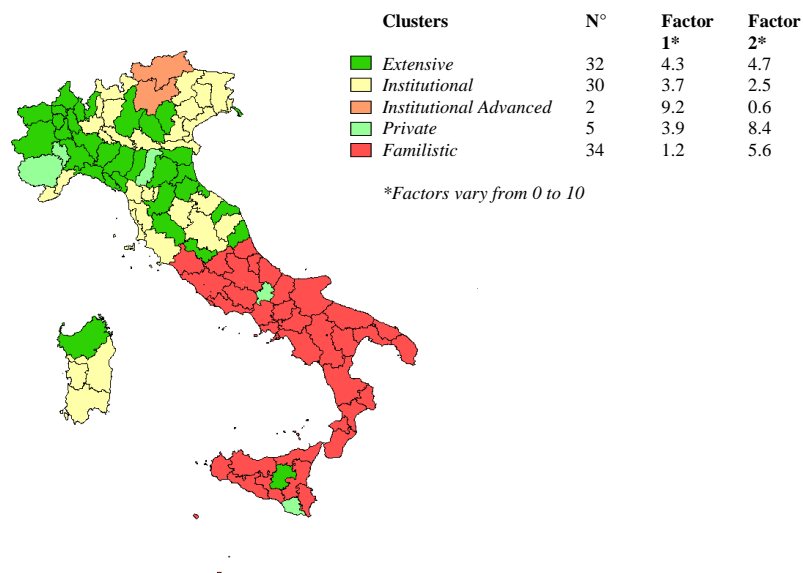 Clusters N° Factor 1* Factor 2*
Extensive 32 4.3 4.7
Institutional 30 3.7 2.5
Institutional Advanced 2 9.2 0.6
Private 5 3.9 8.4
Familistic 34 1.2 5.6
*Factors vary from 0 to 10